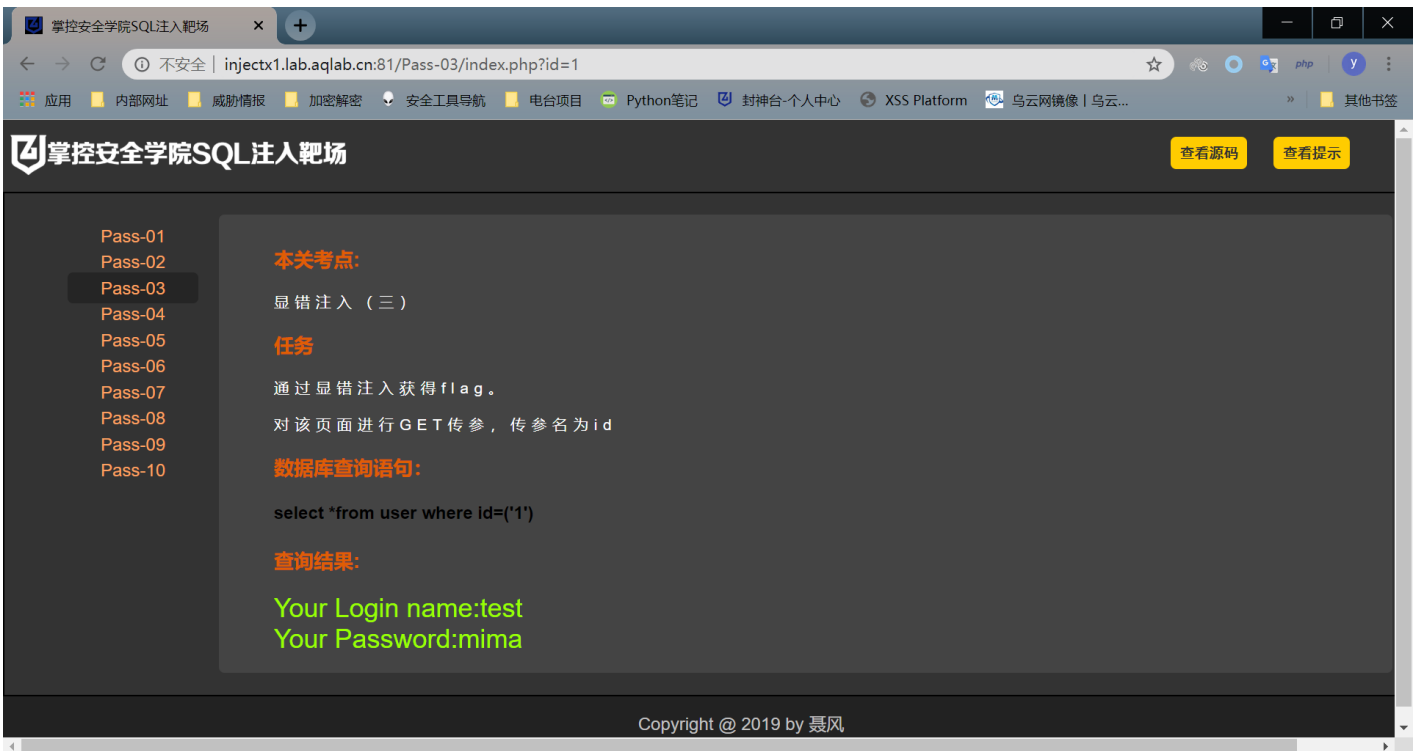 掌控安全学院SQL注入靶场
不安全 | injectx1.lab.aqlab.cn:81/Pass-03/index.php?id=1
php
y
应用 内部网址 威胁情报 加密解密 安全工具导航 电台项目 Python笔记 封神台-个人中心 XSS Platform 乌云网镜像 | 乌云... » 其他书签
掌控安全学院SQL注入靶场
查看源码 查看提示
Pass-01
Pass-02
Pass-03
Pass-04
Pass-05
Pass-06
Pass-07
Pass-08
Pass-09
Pass-10
本关考点:
显错注入（三）
任务
通过显错注入获得flag。
对该页面进行GET传参，传参名为id
数据库查询语句:
select *from user where id=('1')
查询结果:
Your Login name:test
Your Password:mima
Copyright @ 2019 by 聂风